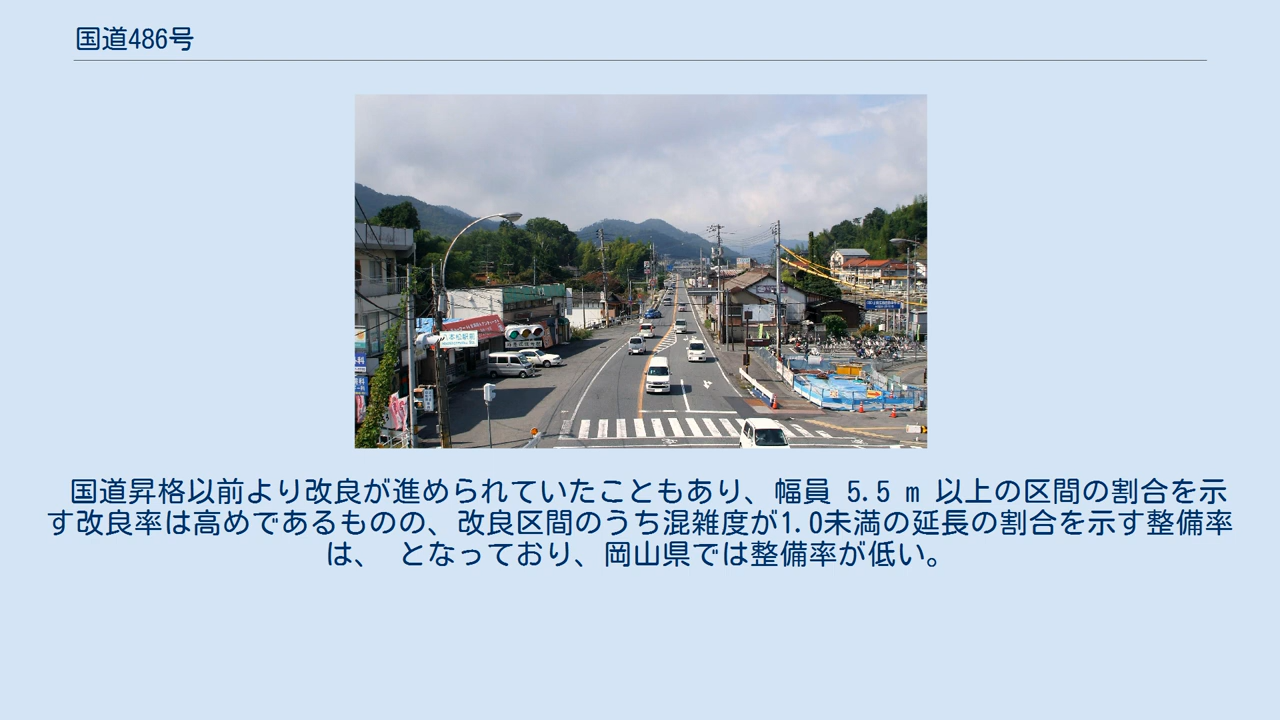 国道486号
八本松駅前
国道昇格以前より改良が進められていたこともあり、幅員 5.5 m 以上の区間の割合を示
す改良率は高めであるものの、改良区間のうち混雑度が1.0未満の延長の割合を示す整備率
は、 となっており、岡山県では整備率が低い。